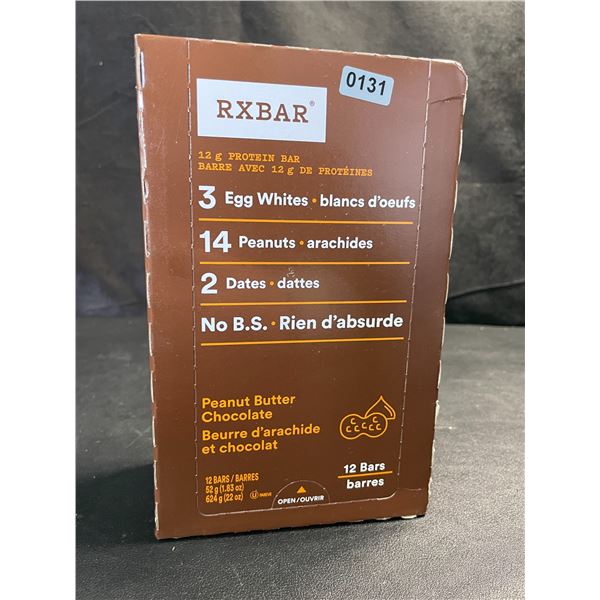 0131
RXBAR®
12 g PROTEIN BAR
BARRE AVEC 12 g DE PROTÉINES
3 Egg Whites • blancs d'oeufs
14 Peanuts • arachides
2 Dates • dattes
No B.S. • Rien d'absurde
Peanut Butter
Chocolate
Beurre d'arachide
et chocolat
12 BARS / BARRES
52 g (1.83 oz)
624 g (22 oz)
U PAREVE
OPEN/OUVRIR
12 Bars
barres